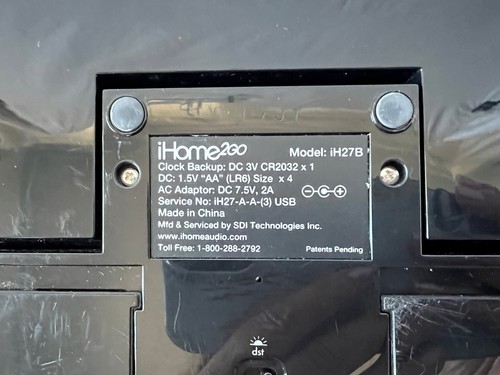 iHome2GO Model: iH27B
Clock Backup: DC 3V CR2032 x 1
DC: 1.5V "AA" (LR6) Size x 4
AC Adaptor: DC 7.5V, 2A
Service No: iH27-A-A-(3) USB
Made in China
Mfd & Serviced by SDI Technologies Inc.
www.ihomeaudio.com
Toll Free: 1-800-288-2792 Patents Pending
dst